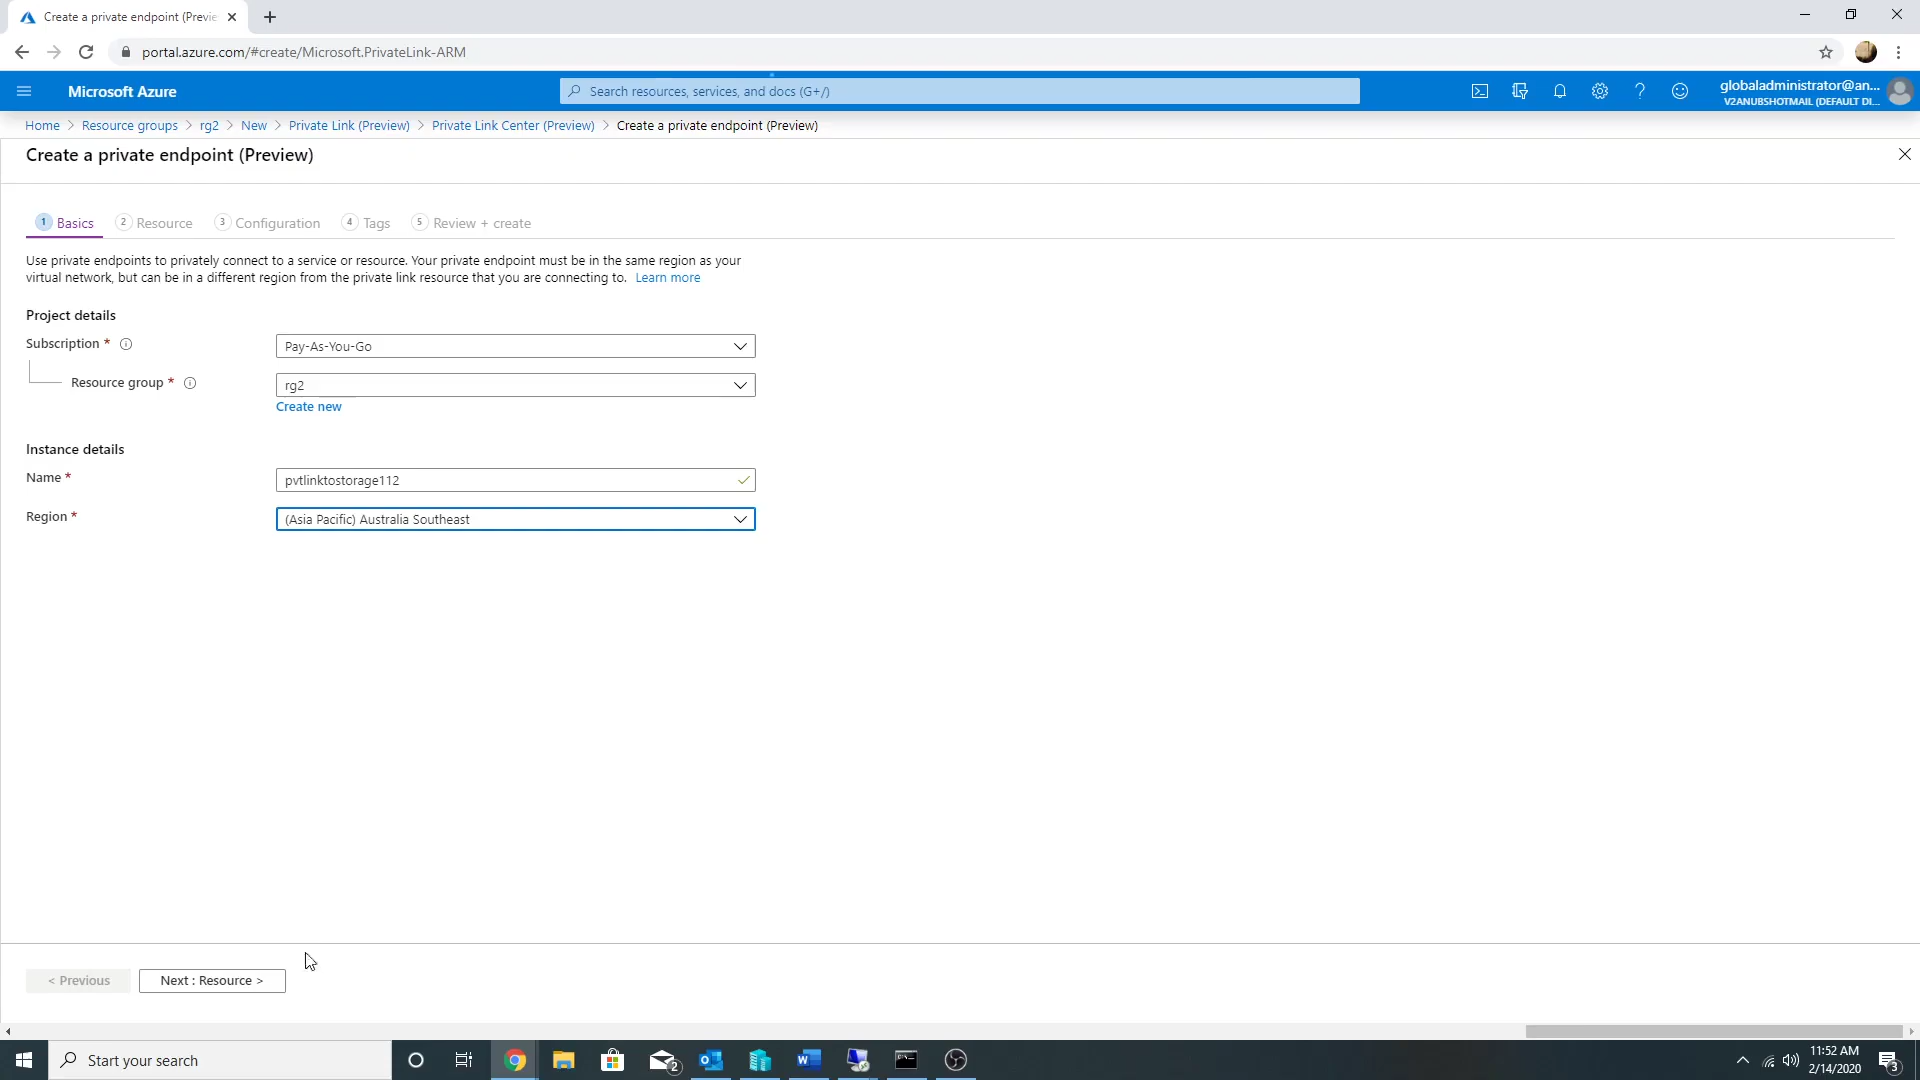 Create a private endpoint (Previe
portal.azure.com/#create/Microsoft.PrivateLink-ARM
Microsoft Azure
Search resources, services, and docs (G+/)
globaladministrator@an...
V2ANUBSHOTMAIL (DEFAULT DI...
Home > Resource groups > rg2 > New > Private Link (Preview) > Private Link Center (Preview) > Create a private endpoint (Preview)
Create a private endpoint (Preview)
1 Basics 2 Resource 3 Configuration 4 Tags 5 Review + create
Use private endpoints to privately connect to a service or resource. Your private endpoint must be in the same region as your
virtual network, but can be in a different region from the private link resource that you are connecting to. Learn more
Project details
Subscription *
Pay-As-You-Go
Resource group *
rg2
Create new
Instance details
Name *
pvtlinktostorage112
Region *
(Asia Pacific) Australia Southeast
< Previous
Next : Resource >
Start your search
2
11:52 AM
2/14/2020
3